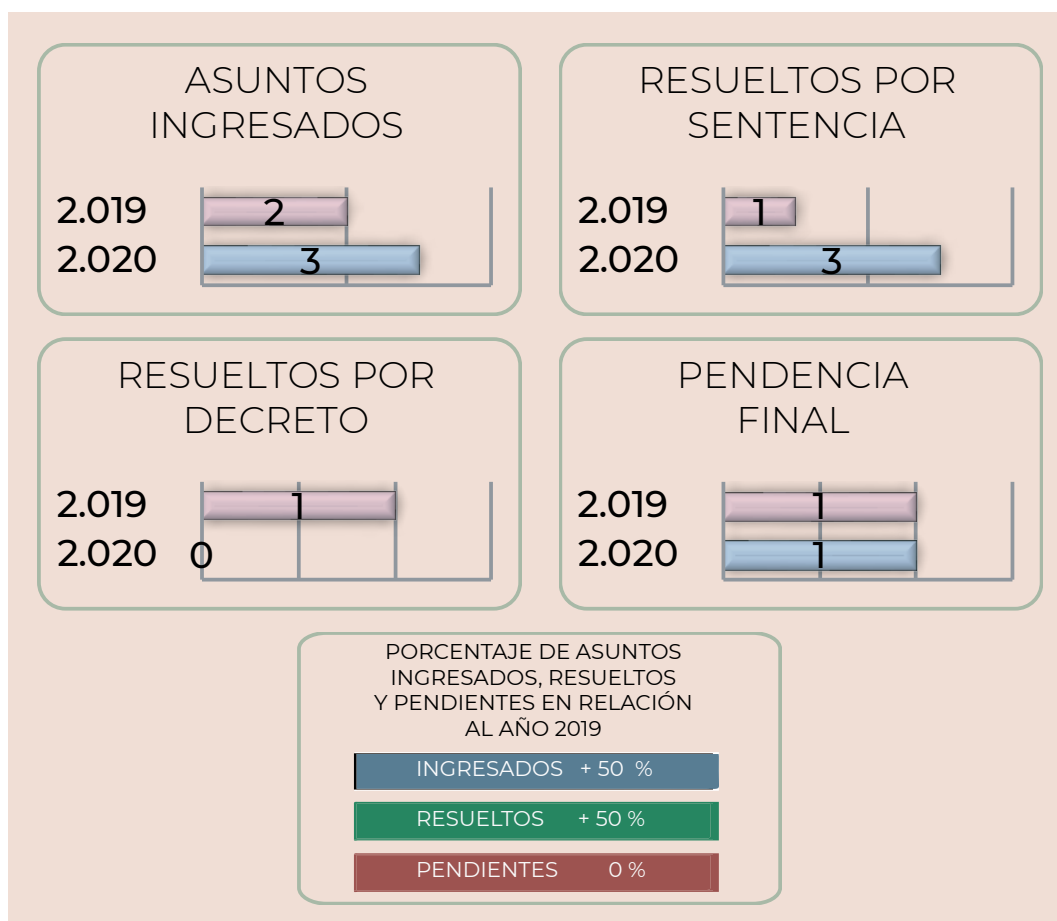 ASUNTOS
INGRESADOS
2.019 2
2.020 3
RESUELTOS POR
SENTENCIA
2.019 1
2.020 3
RESUELTOS POR
DECRETO
2.019 1
2.020 0
PENDENCIA
FINAL
2.019 1
2.020 1
PORCENTAJE DE ASUNTOS
INGRESADOS, RESUELTOS
Y PENDIENTES EN RELACIÓN
AL AÑO 2019
INGRESADOS + 50 %
RESUELTOS + 50 %
PENDIENTES 0 %